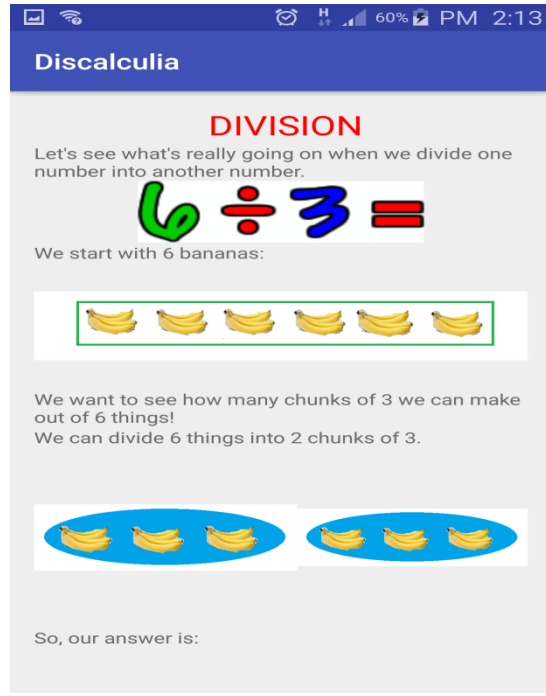 H 60% PM 2:13
Discalculia
DIVISION
Let's see what's really going on when we divide one
number into another number.
6 ÷ 3 =
We start with 6 bananas:
We want to see how many chunks of 3 we can make
out of 6 things!
We can divide 6 things into 2 chunks of 3.
So, our answer is: